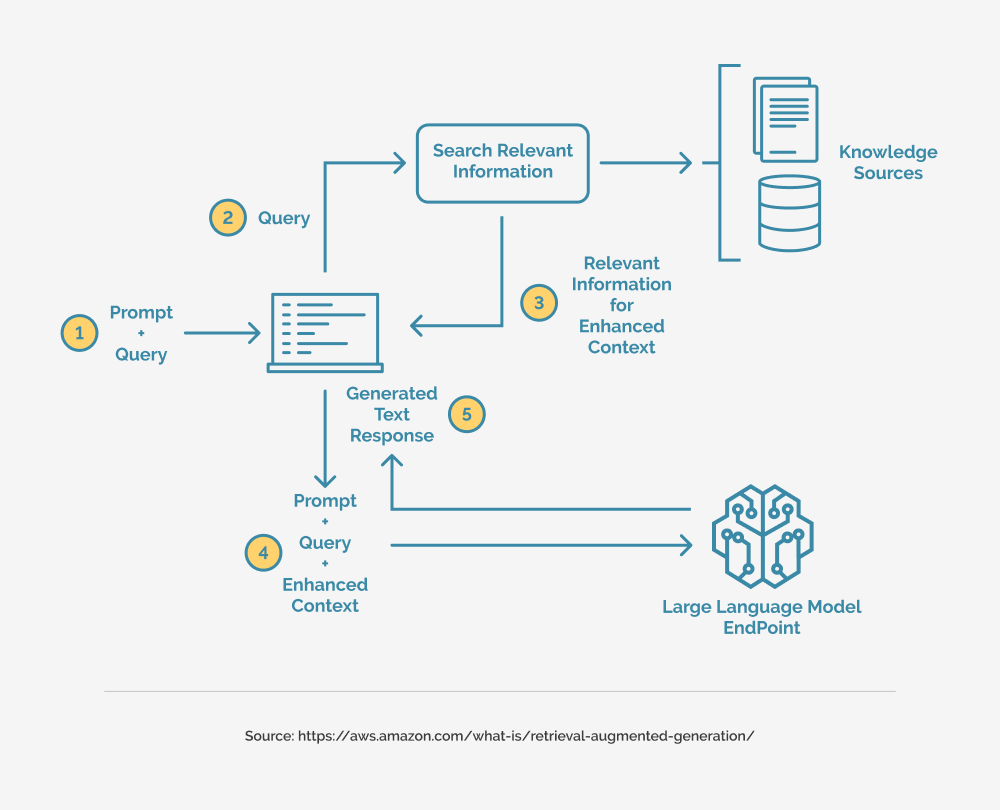 Search Relevant
Information
Knowledge
Sources
2
Query
Relevant
Information
for
Enhanced
Context
3
1
Prompt
+
Query
Generated
Text
Response
5
Prompt
+
Query
+
Enhanced
Context
4
Large Language Model
EndPoint
Source: https://aws.amazon.com/what-is/retrieval-augmented-generation/